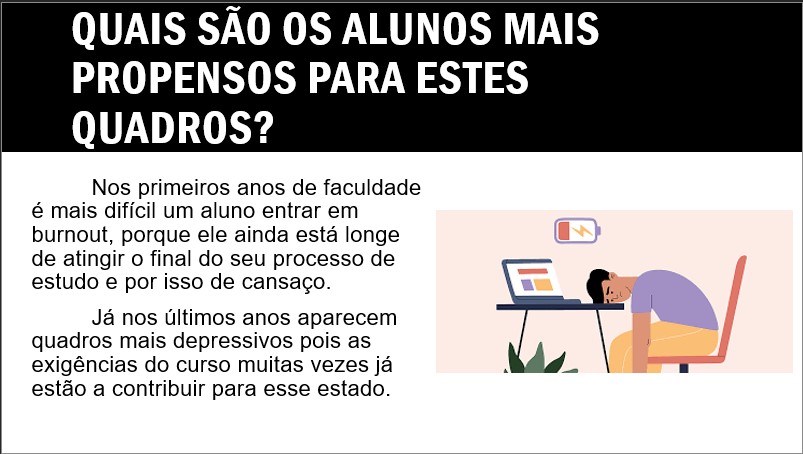 QUAIS SÃO OS ALUNOS MAIS
PROPENSOS PARA ESTES
QUADROS?
Nos primeiros anos de faculdade
é mais difícil um aluno entrar em
burnout, porque ele ainda está longe
de atingir o final do seu processo de
estudo e por isso de cansaço.
Já nos últimos anos aparecem
quadros mais depressivos pois as
exigências do curso muitas vezes já
estão a contribuir para esse estado.